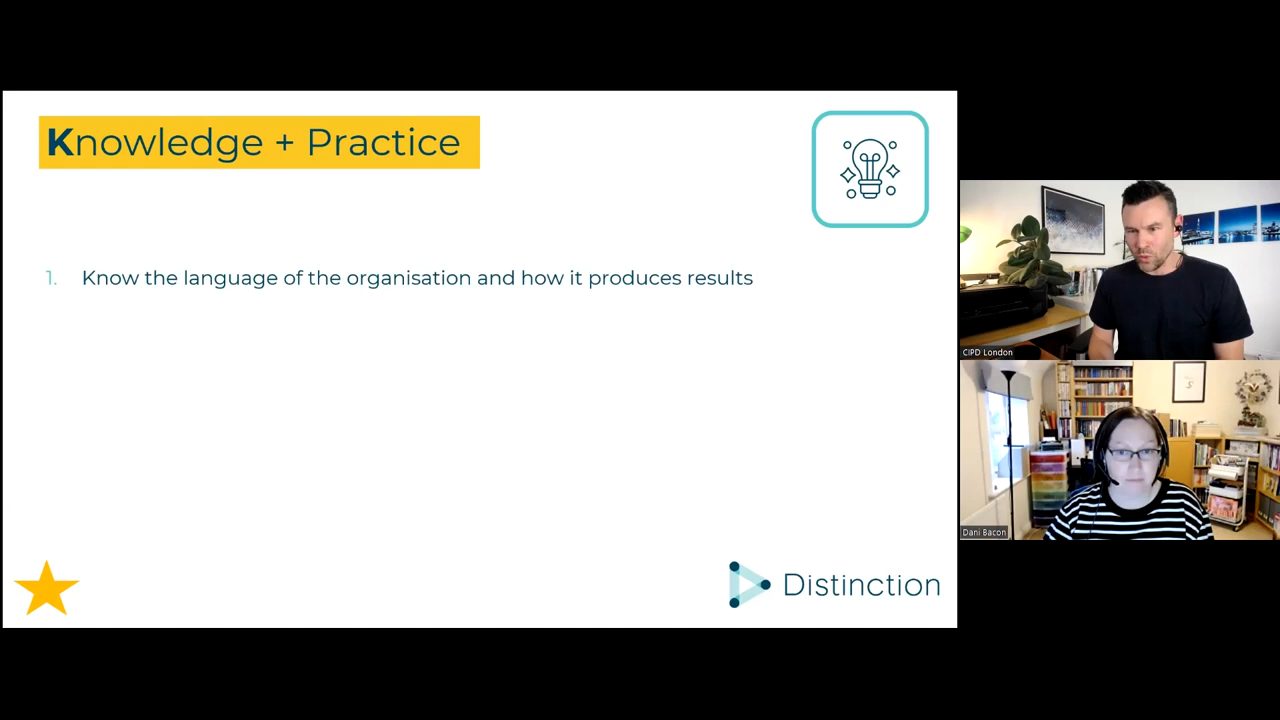 Knowledge + Practice
1. Know the language of the organisation and how it produces results
Distinction
CIPD London
Dani Bacon